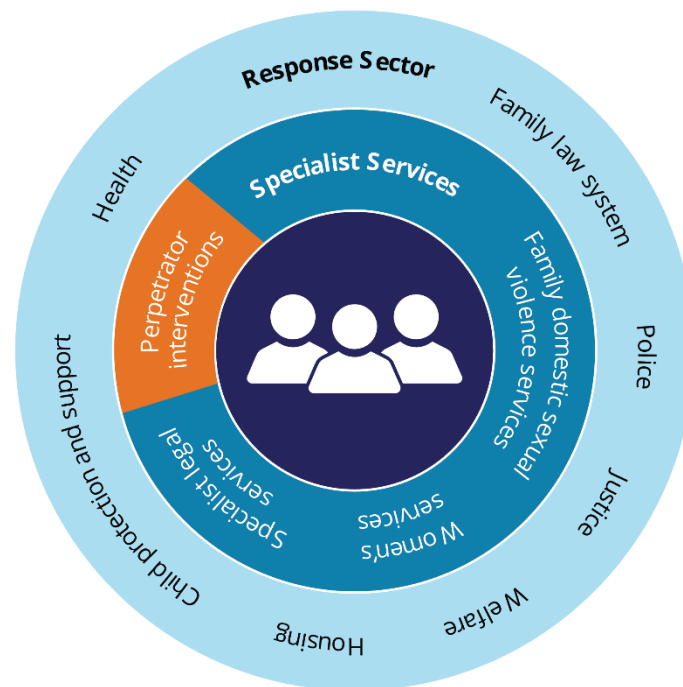 Response Sector
Family law system
Police
Justice
Welfare
Housing
Child protection and support
Health
Specialist Services
Family domestic sexual
violence services
Women's
services
Specialist legal
services
Perpetrator
interventions